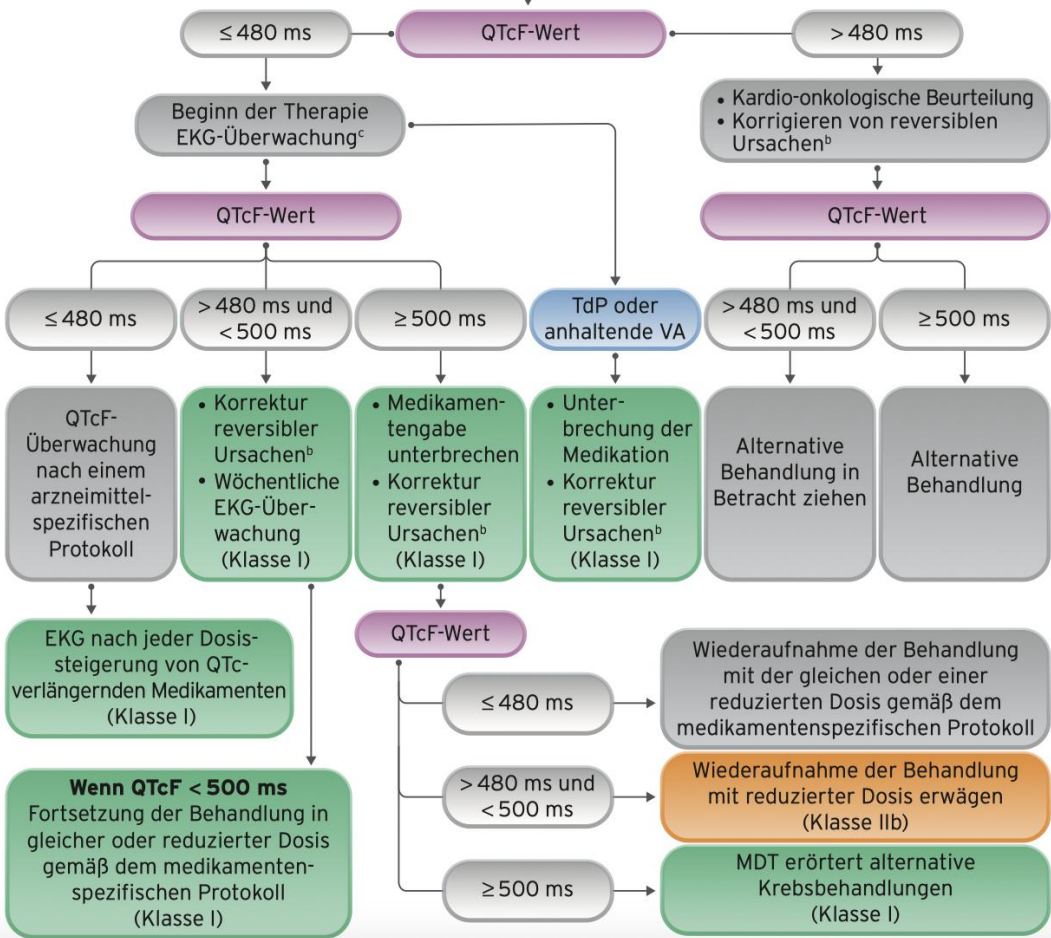 ≤ 480 ms
QTcF-Wert
> 480 ms
Beginn der Therapie
EKG-Überwachungᶜ
• Kardio-onkologische Beurteilung
• Korrigieren von reversiblen
Ursachenᵇ
QTcF-Wert
QTcF-Wert
≤ 480 ms
> 480 ms und
< 500 ms
≥ 500 ms
TdP oder
anhaltende VA
> 480 ms und
< 500 ms
≥ 500 ms
QTcF-
Überwachung
nach einem
arzneimittel-
spezifischen
Protokoll
• Korrektur
reversibler
Ursachenᵇ
• Wöchentliche
EKG-Über-
wachung
(Klasse I)
• Medikamen-
tengabe
unterbrechen
• Korrektur
reversibler
Ursachenᵇ
(Klasse I)
• Unter-
brechung der
Medikation
• Korrektur
reversibler
Ursachenᵇ
(Klasse I)
Alternative
Behandlung in
Betracht ziehen
Alternative
Behandlung
EKG nach jeder Dosis-
steigerung von QTc-
verlängernden Medikamenten
(Klasse I)
QTcF-Wert
≤ 480 ms
Wiederaufnahme der Behandlung
mit der gleichen oder einer
reduzierten Dosis gemäß dem
medikamentenspezifischen Protokoll
Wenn QTcF < 500 ms
Fortsetzung der Behandlung in
gleicher oder reduzierter Dosis
gemäß dem medikamenten-
spezifischen Protokoll
(Klasse I)
> 480 ms und
< 500 ms
Wiederaufnahme der Behandlung
mit reduzierter Dosis erwägen
(Klasse IIb)
≥ 500 ms
MDT erörtert alternative
Krebsbehandlungen
(Klasse I)